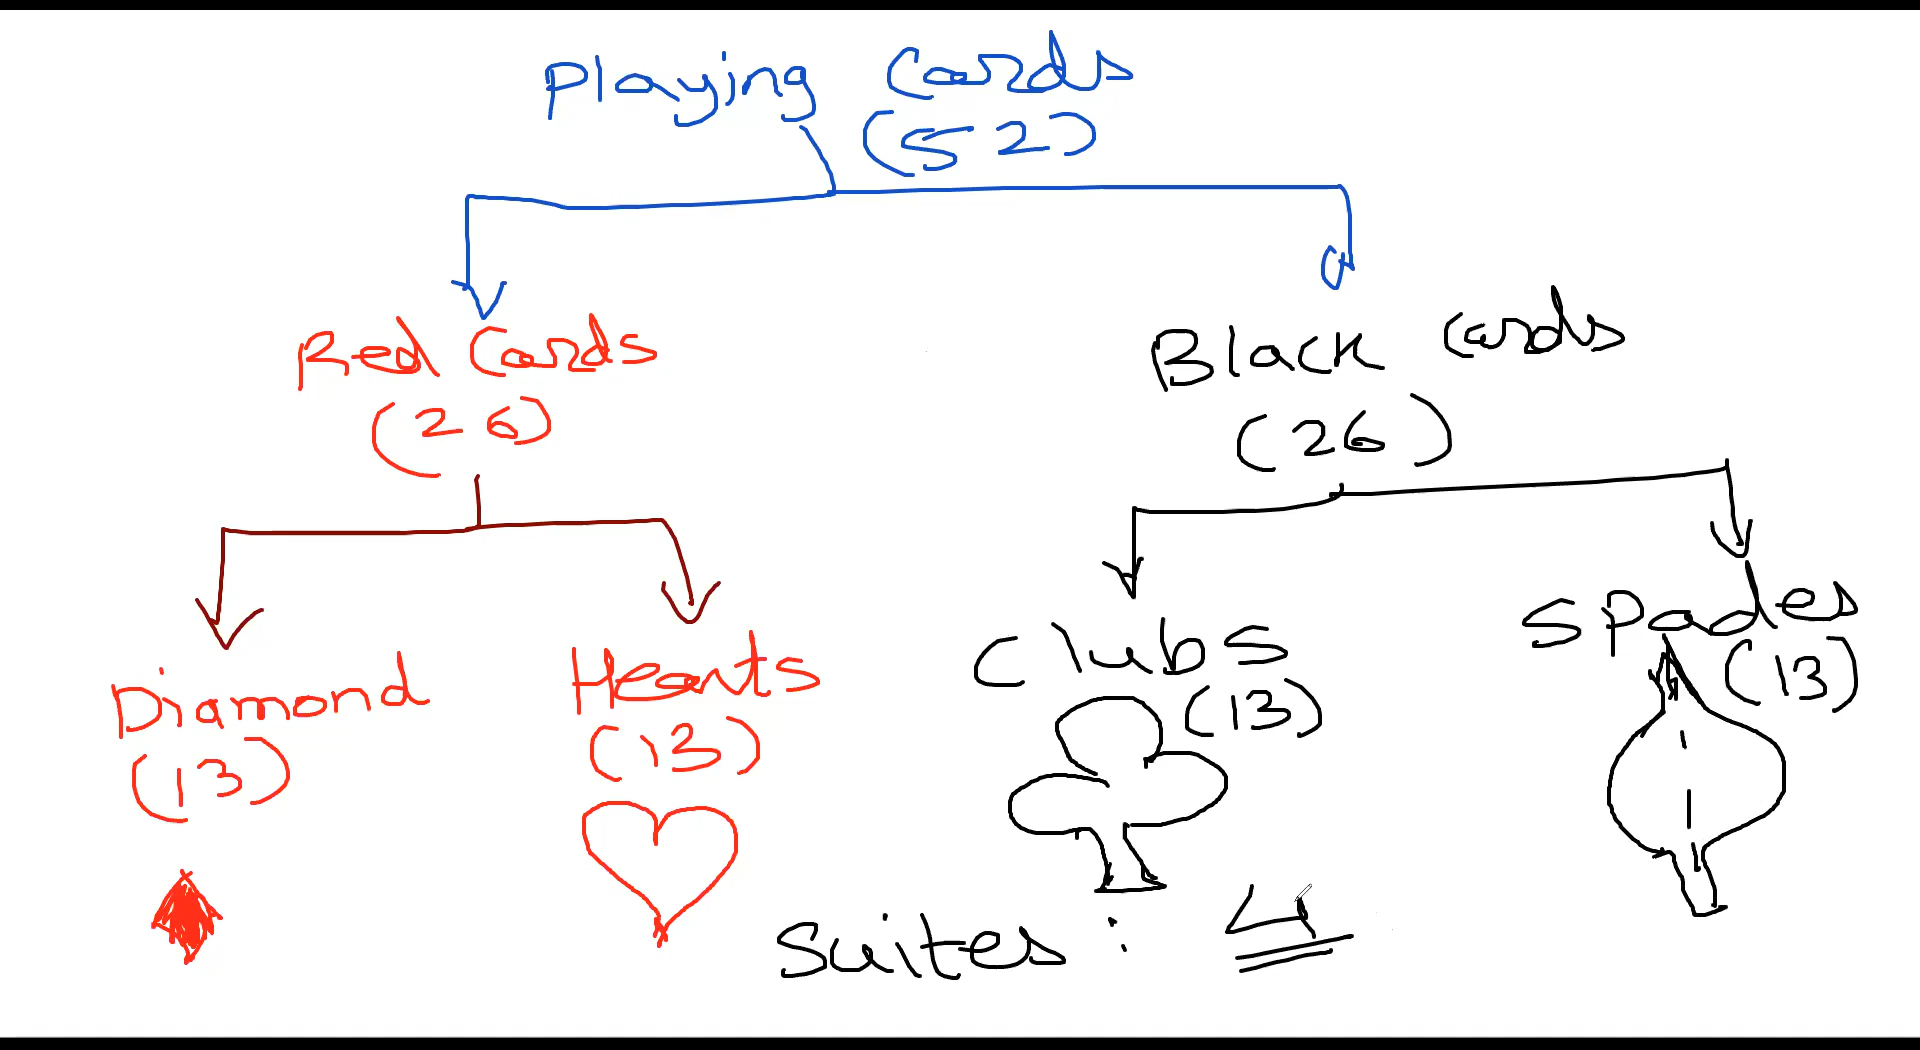 Playing Cards
(52)
Red Cards
(26)
Black cards
(26)
Diamond
(13)
Hearts
(13)
Clubs
(13)
Spades
(13)
Suites : 4